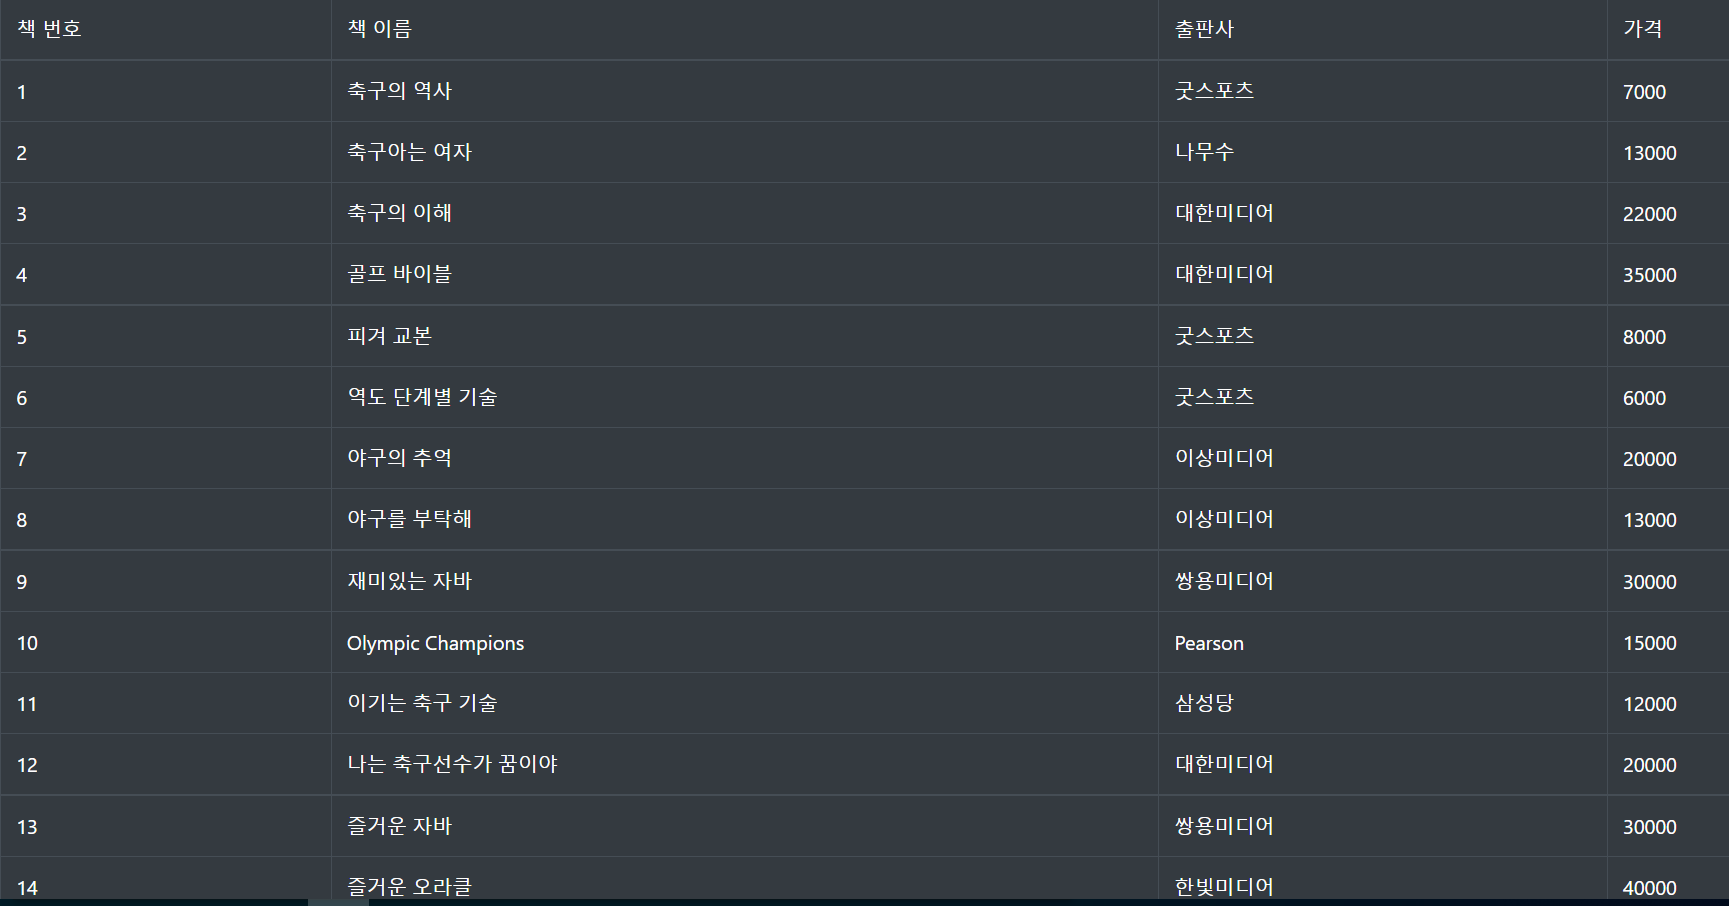 책 번호 책 이름 출판사 가격
1 축구의 역사 굿스포츠 7000
2 축구아는 여자 나무수 13000
3 축구의 이해 대한미디어 22000
4 골프 바이블 대한미디어 35000
5 피겨 교본 굿스포츠 8000
6 역도 단계별 기술 굿스포츠 6000
7 야구의 추억 이상미디어 20000
8 야구를 부탁해 이상미디어 13000
9 재미있는 자바 쌍용미디어 30000
10 Olympic Champions Pearson 15000
11 이기는 축구 기술 삼성당 12000
12 나는 축구선수가 꿈이야 대한미디어 20000
13 즐거운 자바 쌍용미디어 30000
14 즐거운 오라클 한빛미디어 40000